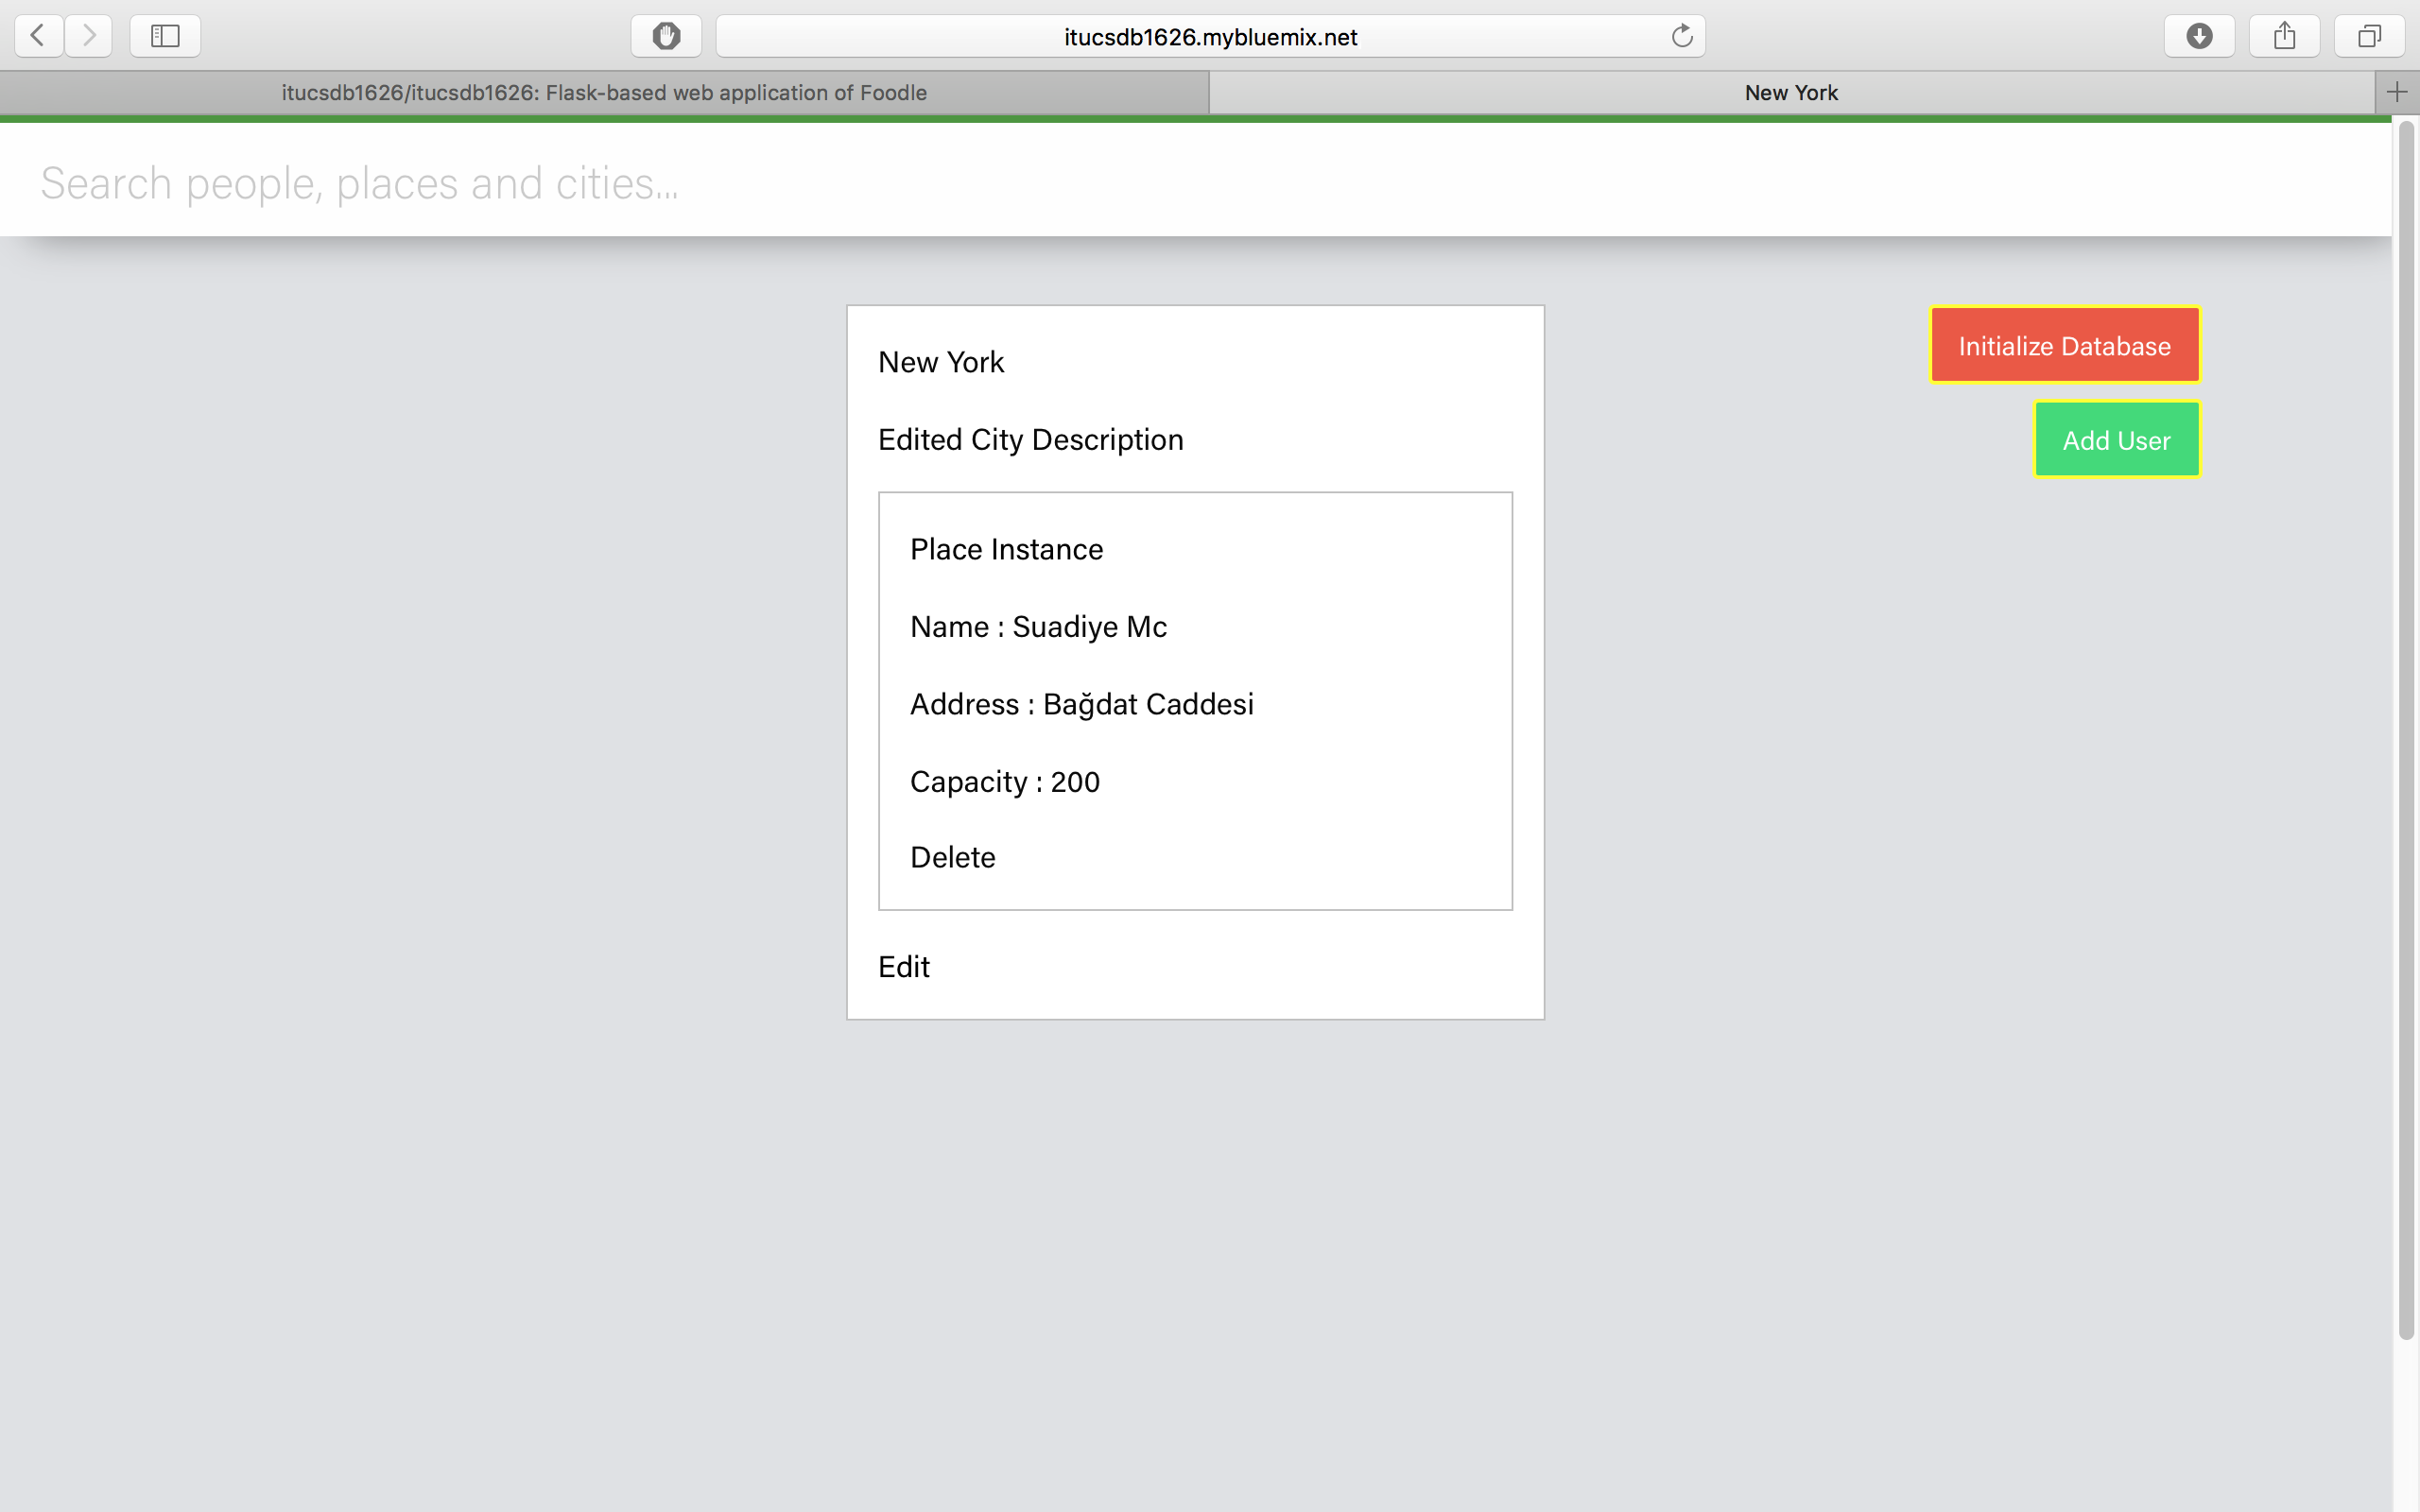 itucsdb1626.mybluemix.net
itucsdb1626/itucsdb1626: Flask-based web application of Foodle
New York
Search people, places and cities...
New York
Edited City Description
Place Instance
Name : Suadiye Mc
Address : Bağdat Caddesi
Capacity : 200
Delete
Edit
Initialize Database
Add User